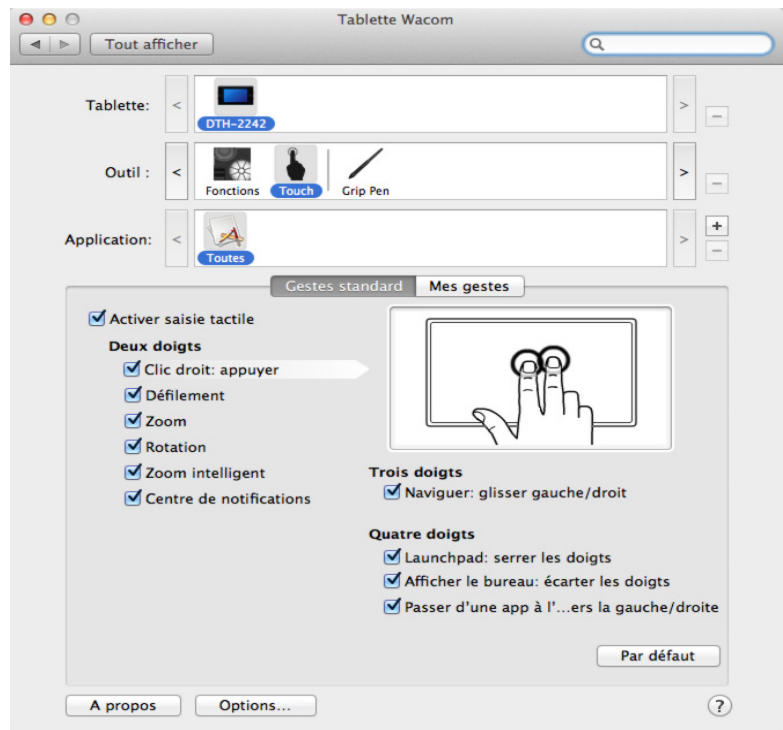 Tablette Wacom
Tout afficher
Tablette:
DTH-2242
Outil :
Fonctions Touch Grip Pen
Application:
Toutes
Gestes standard Mes gestes
Activer saisie tactile
Deux doigts
Clic droit: appuyer
Défilement
Zoom
Rotation
Zoom intelligent
Centre de notifications
Trois doigts
Naviguer: glisser gauche/droit
Quatre doigts
Launchpad: serrer les doigts
Afficher le bureau: écarter les doigts
Passer d'une app à l'...ers la gauche/droite
Par défaut
A propos Options... ?